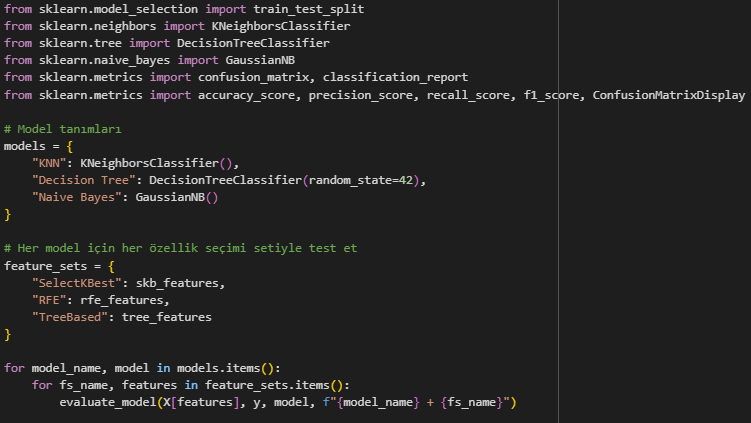 from sklearn.model_selection import train_test_split
from sklearn.neighbors import KNeighborsClassifier
from sklearn.tree import DecisionTreeClassifier
from sklearn.naive_bayes import GaussianNB
from sklearn.metrics import confusion_matrix, classification_report
from sklearn.metrics import accuracy_score, precision_score, recall_score, f1_score, ConfusionMatrixDisplay

# Model tanımları
models = {
    "KNN": KNeighborsClassifier(),
    "Decision Tree": DecisionTreeClassifier(random_state=42),
    "Naive Bayes": GaussianNB()
}

# Her model için her özellik seçimi setiyle test et
feature_sets = {
    "SelectKBest": skb_features,
    "RFE": rfe_features,
    "TreeBased": tree_features
}

for model_name, model in models.items():
    for fs_name, features in feature_sets.items():
        evaluate_model(X[features], y, model, f"{model_name} + {fs_name}")